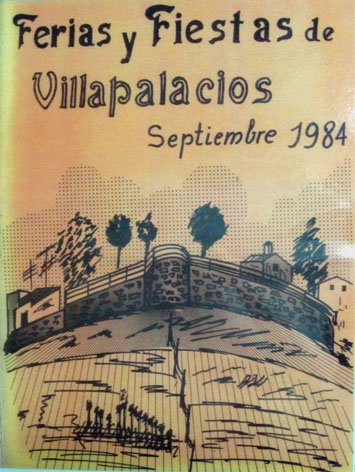 Ferias y Fiestas de
Villapalacios
Septiembre 1984